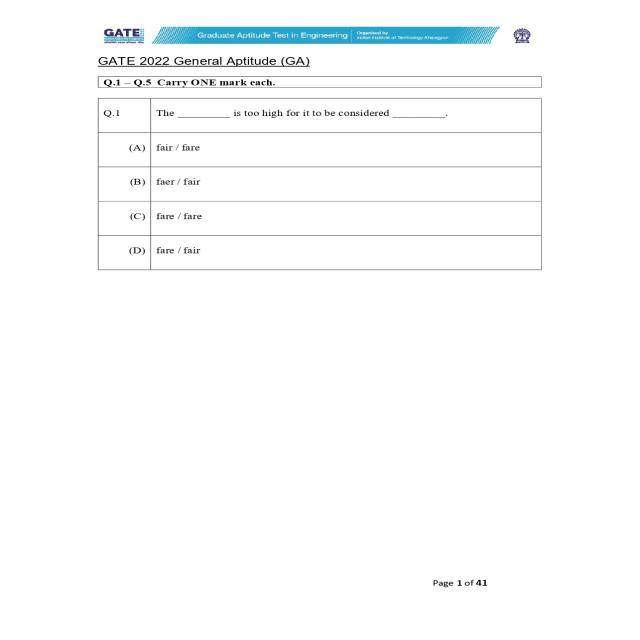 GATE
Graduate Aptitude Test in Engineering
Organised by
Indian Institute of Technology Kharagpur
GATE 2022 General Aptitude (GA)
Q.1 – Q.5 Carry ONE mark each.
Q.1 The __________ is too high for it to be considered __________.
(A) fair / fare
(B) faer / fair
(C) fare / fare
(D) fare / fair
Page 1 of 41